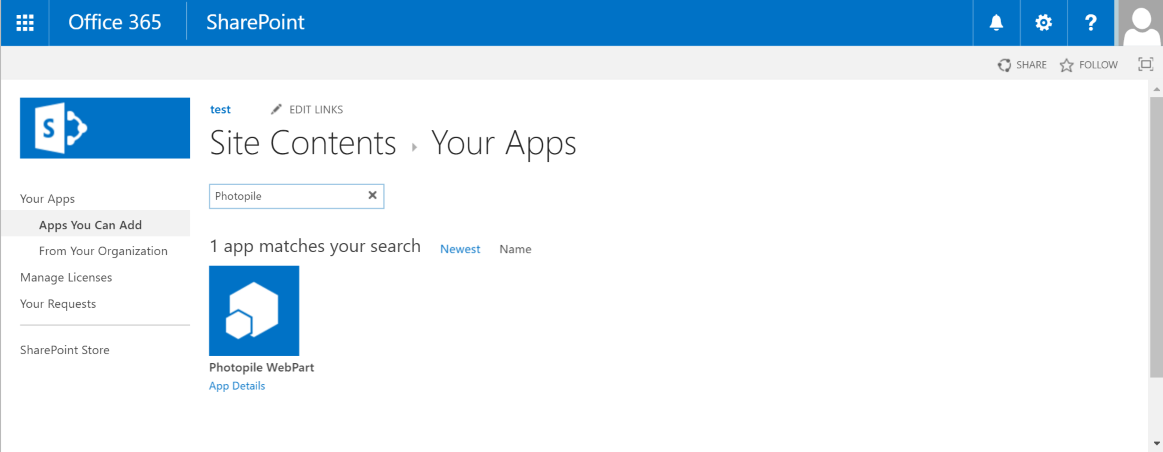 Office 365 SharePoint ?
SHARE FOLLOW
S
test EDIT LINKS
Site Contents Your Apps
Photopile
Your Apps
Apps You Can Add
From Your Organization
Manage Licenses
Your Requests
SharePoint Store
1 app matches your search Newest Name
Photopile WebPart
App Details